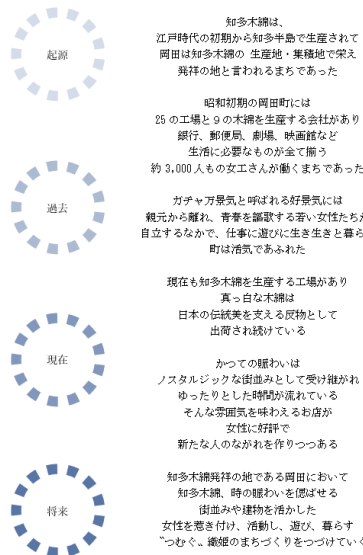 起源
知多木綿は、
江戸時代の初期から知多半島で生産されて
岡田は知多木綿の 生産地・集積地で栄え
発祥の地と言われるまちであった
昭和初期の岡田町には
25 の工場と9の木綿を生産する会社があり
銀行、郵便局、劇場、映画館など
生活に必要なものが全て揃う
約 3,000 人もの女工さんが働くまちであった
過去
ガチャ万景気と呼ばれる好景気には
親元から離れ、青春を謳歌する若い女性たちが
自立するなかで、仕事に遊びに生き生きと暮ら
町は活気であふれた
現在
現在も知多木綿を生産する工場があり
真っ白な木綿は
日本の伝統美を支える反物として
出荷され続けている
かつての賑わいは
ノスタルジックな街並みとして受け継がれ
ゆったりとした時間が流れている
そんな雰囲気を味わえるお店が
女性に好評で
新たな人のながれを作りつつある
将来
知多木綿発祥の地である岡田において
知多木綿、時の賑わいを偲ばせる
街並みや建物を活かした
女性を惹き付け、活動し、遊び、暮らす
〝つむぐ〟織姫のまちづくりをつづけていく